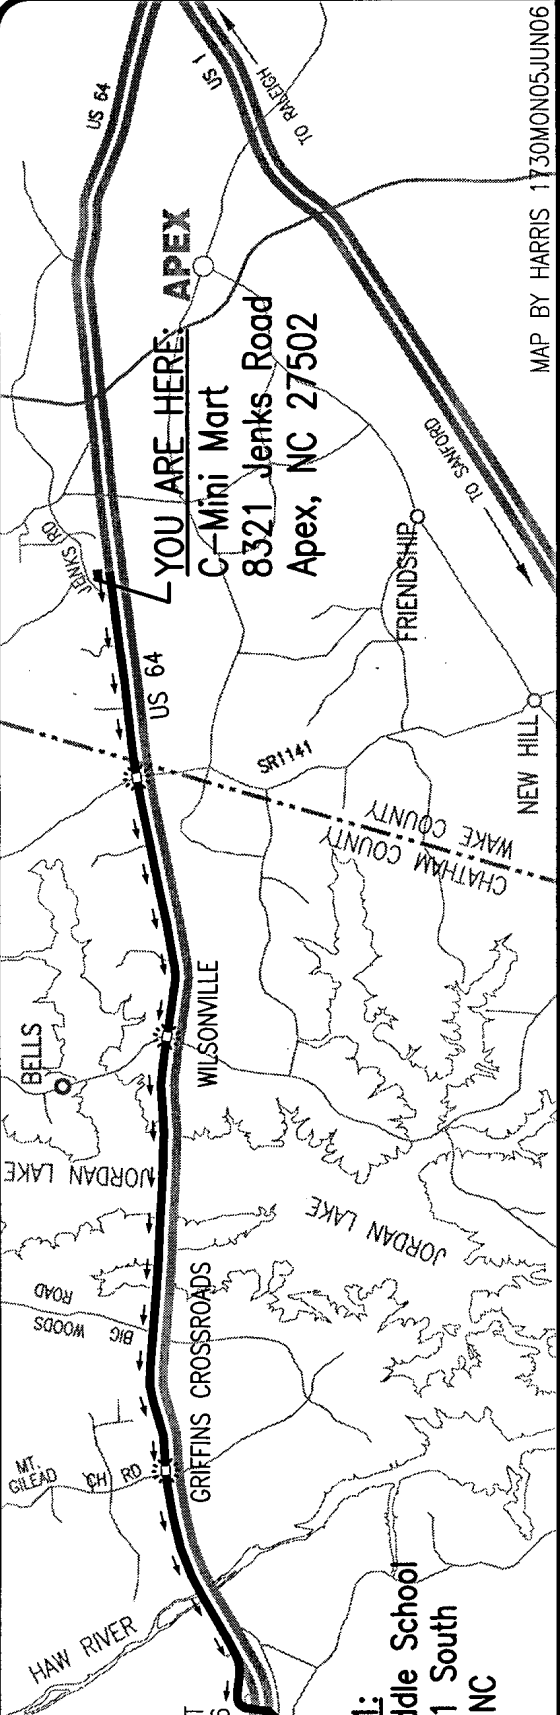 US 64
US 1
TO RALEIGH
APEX
YOU ARE HERE:
C-Mini Mart
8321 Jenks Road
Apex, NC 27502
JENKS RD
US 64
TO SANFORD
FRIENDSHIP
NEW HILL
SR1141
WAKE COUNTY
CHATHAM COUNTY
BELLS
WILSONVILLE
JORDAN LAKE
JORDAN LAKE
BIG WOODS
ROAD
GRIFFINS CROSSROADS
MT.
GILEAD
CH RD
HAW RIVER
ddle School
1 South
NC
MAP BY HARRIS 1730MON05JUN06